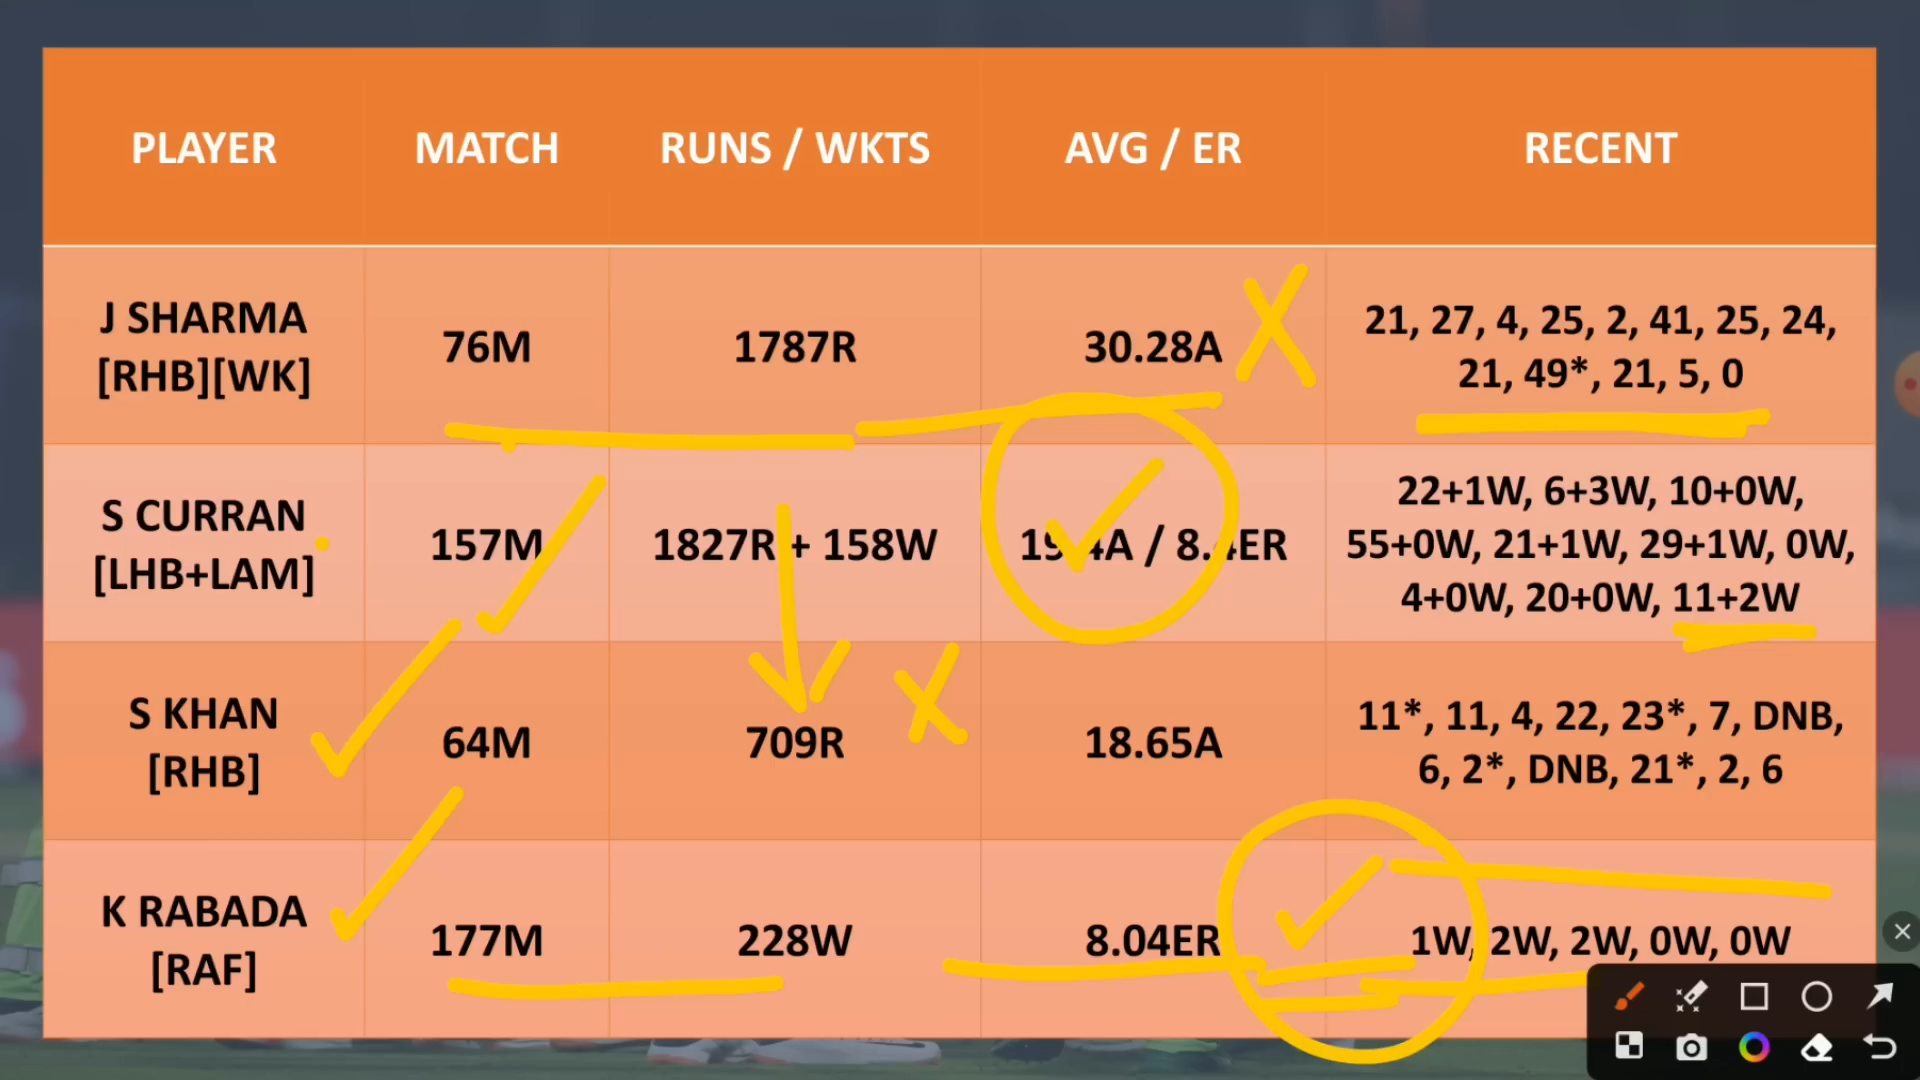 PLAYER MATCH RUNS / WKTS AVG / ER RECENT
J SHARMA
[RHB][WK]
76M
1787R
30.28A
21, 27, 4, 25, 2, 41, 25, 24,
21, 49*, 21, 5, 0
S CURRAN
[LHB+LAM]
157M
1827R + 158W
22+1W, 6+3W, 10+0W,
55+0W, 21+1W, 29+1W, 0W,
4+0W, 20+0W, 11+2W
S KHAN
[RHB]
64M
709R
18.65A
11*, 11, 4, 22, 23*, 7, DNB,
6, 2*, DNB, 21*, 2, 6
K RABADA
[RAF]
177M
228W
8.04ER
1W, 2W, 2W, 0W, 0W